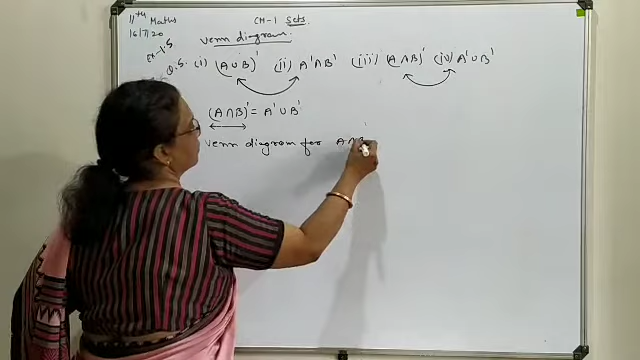 11th Maths CH-1 Sets.
16/7/20 Venn diagram.
Ex-1.5
Q.5. (i) (A∪B)' (ii) A'∩B' (iii) (A∩B)' (iv) A'∪B'
(A∩B)' = A'∪B'
Venn diagram for A∩B